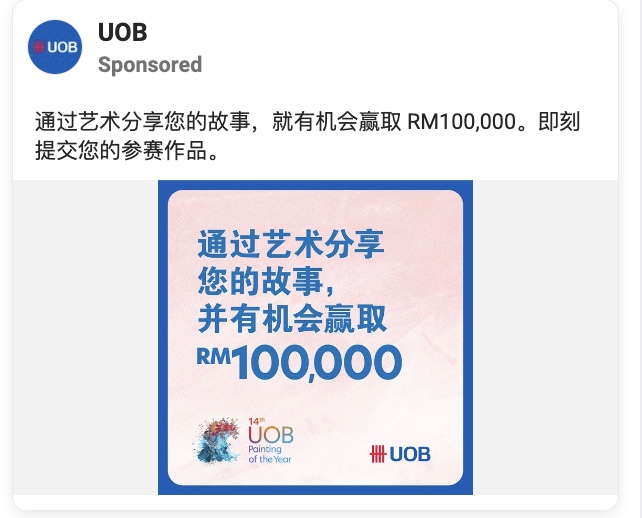 UOB
UOB
Sponsored
通过艺术分享您的故事，就有机会赢取 RM100,000。即刻
提交您的参赛作品。
通过艺术分享
您的故事，
并有机会赢取
RM100,000
14th
UOB
Painting
of the Year
UOB